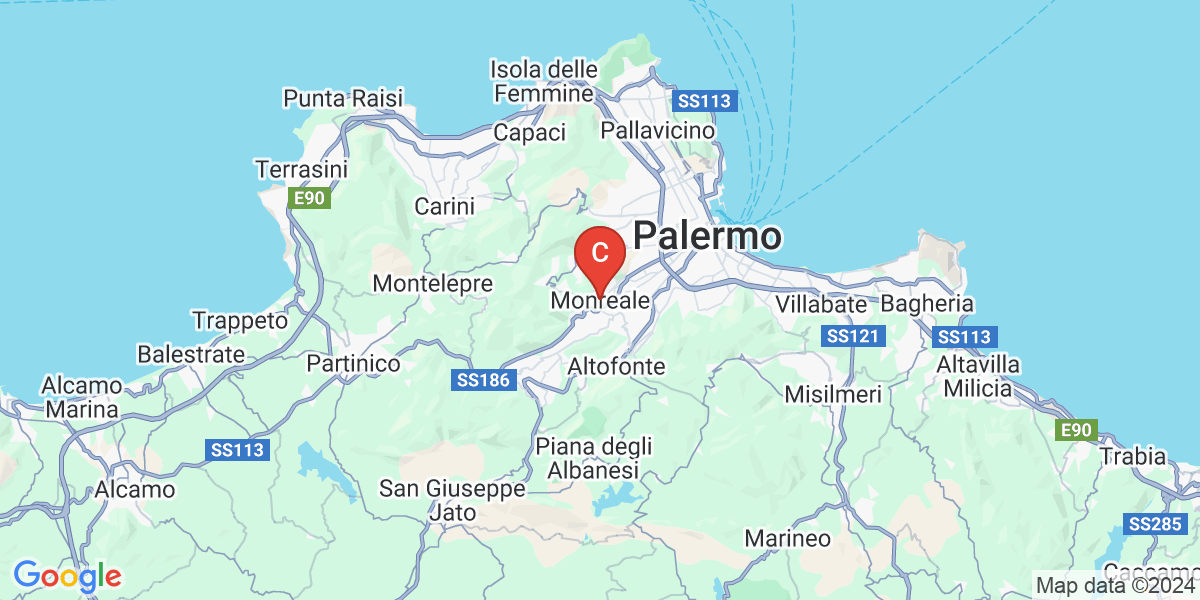 Isola delle
Femmine
Punta Raisi
SS113
Capaci
Pallavicino
Terrasini
E90
Carini
Palermo
C
Montelepre
Monreale
Villabate
Bagheria
Trappeto
SS121
SS113
Balestrate
Partinico
Altofonte
Altavilla
Milicia
SS186
Alcamo
Marina
Misilmeri
E90
SS113
Piana degli
Albanesi
Trabia
Alcamo
San Giuseppe
Jato
SS285
Marineo
Google
Map data ©2024